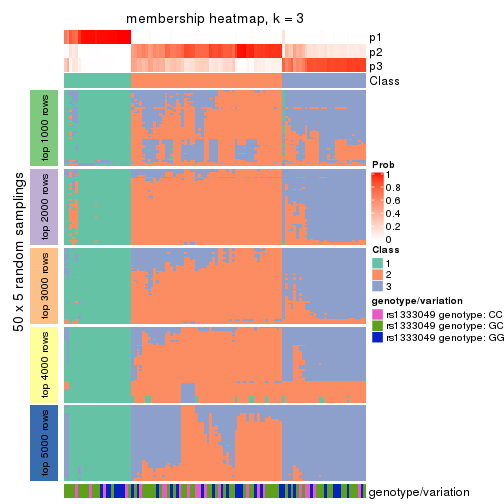 membership heatmap, k = 3
p1
p2
p3
Class
50 x 5 random samplings
top 1000 rows
top 2000 rows
top 3000 rows
top 4000 rows
top 5000 rows
Prob
1
0.8
0.6
0.4
0.2
0
Class
1
2
3
genotype/variation
rs1333049 genotype: CC
rs1333049 genotype: GC
rs1333049 genotype: GG
genotype/variation